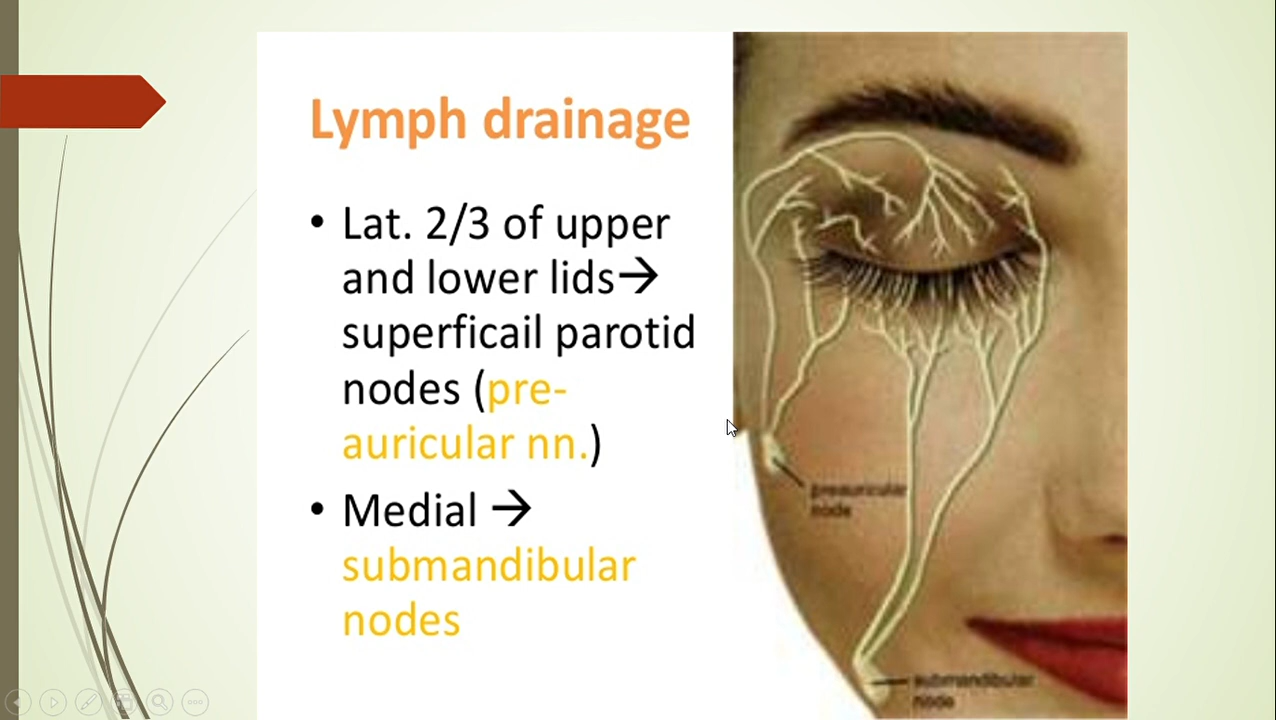 Lymph drainage
• Lat. 2/3 of upper
and lower lids→
superficail parotid
nodes (pre-
auricular nn.)
• Medial →
submandibular
nodes
preauricular
node
submandibular
node